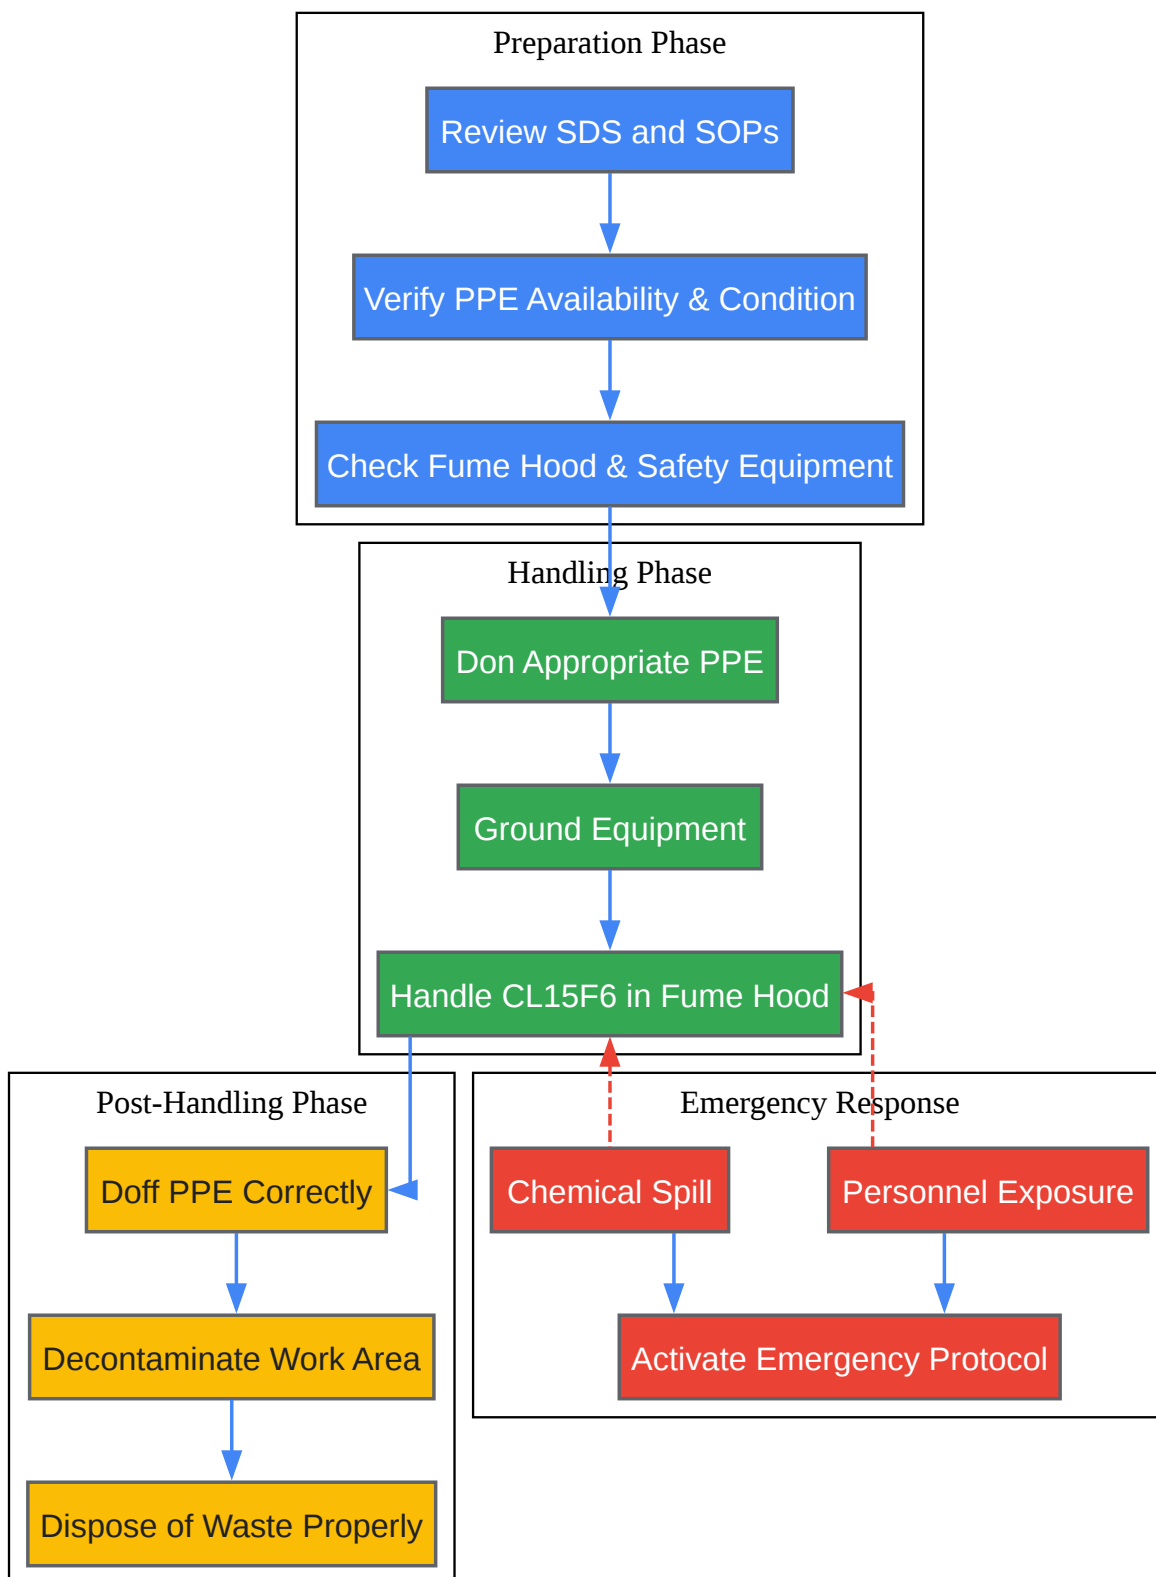 Preparation Phase
Review SDS and SOPs
Verify PPE Availability & Condition
Check Fume Hood & Safety Equipment
Handling Phase
Don Appropriate PPE
Ground Equipment
Handle CL15F6 in Fume Hood
Post-Handling Phase
Doff PPE Correctly
Decontaminate Work Area
Dispose of Waste Properly
Emergency Response
Chemical Spill
Personnel Exposure
Activate Emergency Protocol